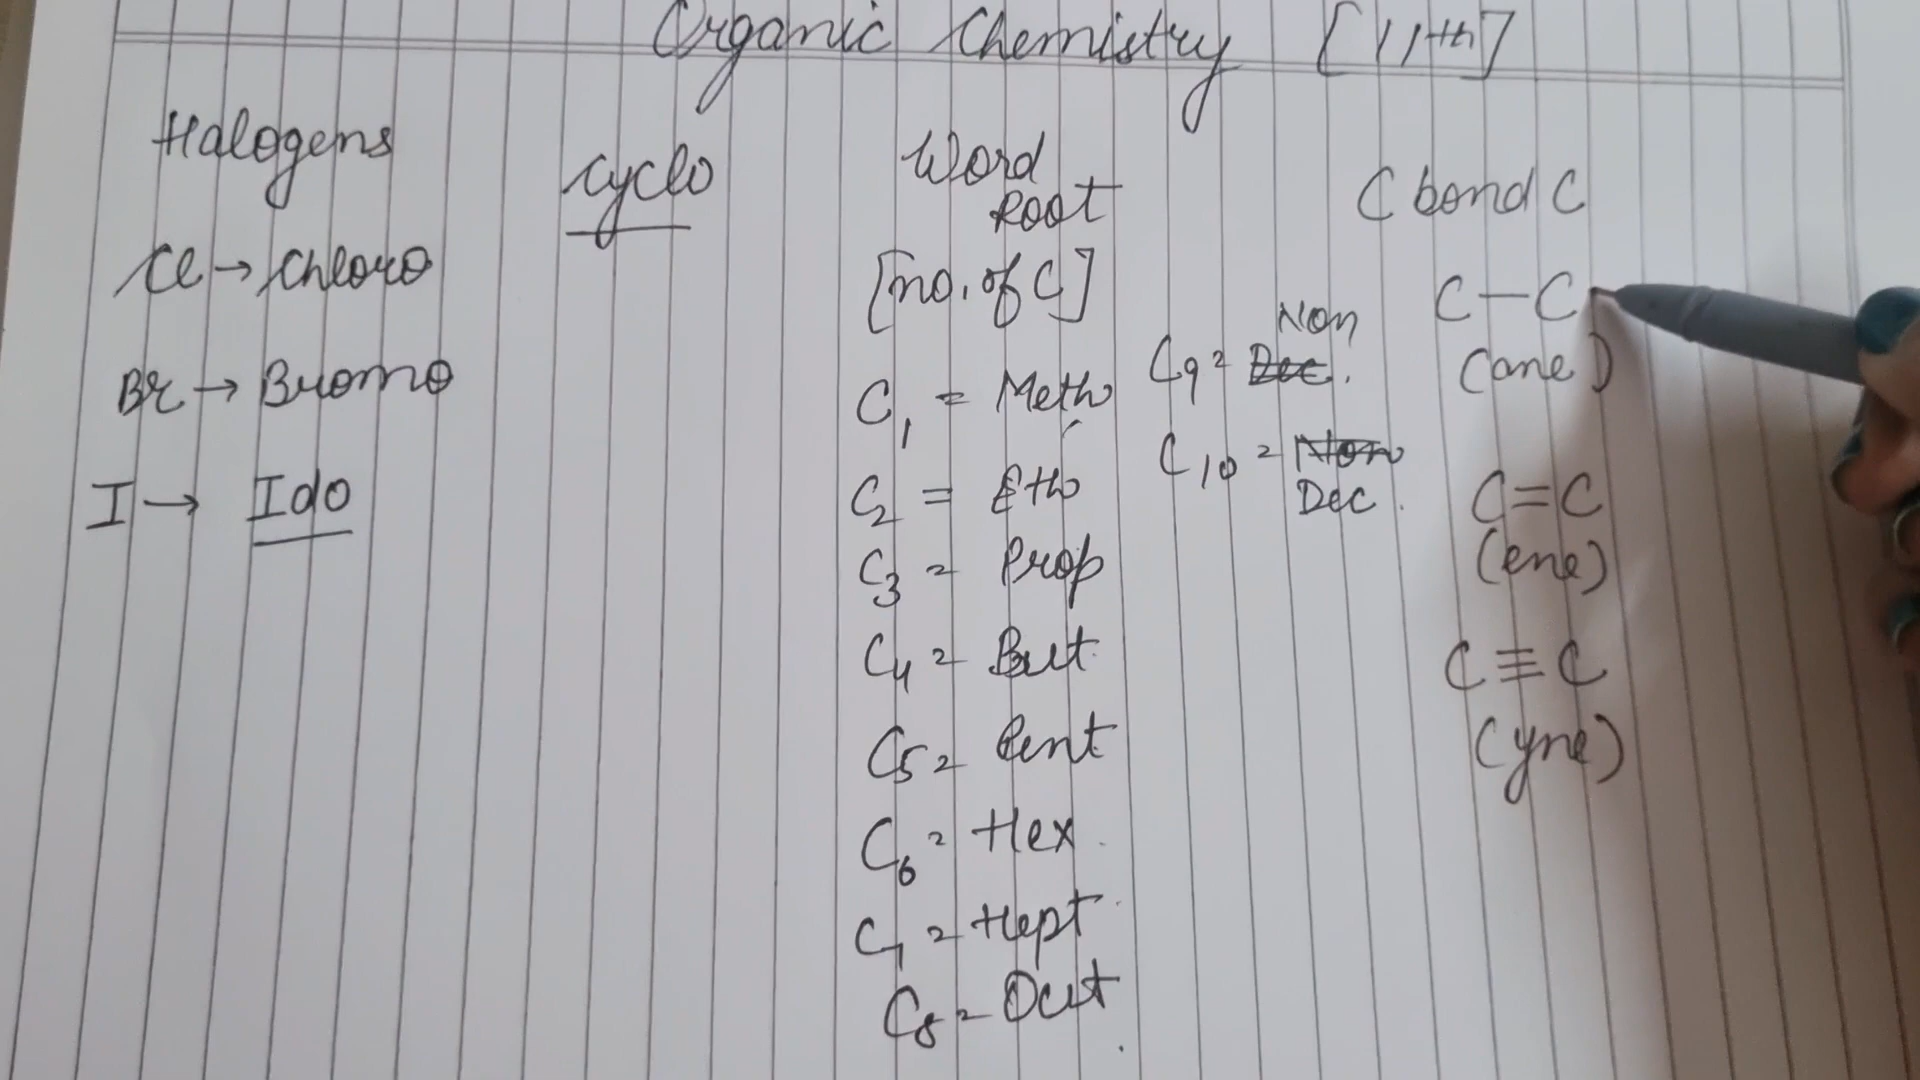 Organic Chemistry [11th]
Halogens
Cl → Chloro
Br → Bromo
I → Ido
Cyclo
Word
Root
[no. of C]
C1 = Meth
C2 = Eth
C3 = Prop
C4 = But
C5 = Pent
C6 = Hex
C7 = Hept
C8 = Oct
Non
C9 = Dec.
C10 = Non
Dec.
C bond C
C-C
(ane)
C=C
(ene)
C≡C
(yne)